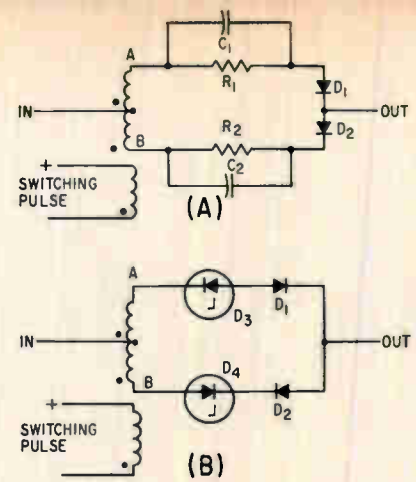 A
C₁
R₁
D₁
IN
OUT
B
R₂
D₂
C₂
+
SWITCHING
PULSE
(A)
A
D₃
D₁
IN
OUT
D₄
B
D₂
+
SWITCHING
PULSE
(B)